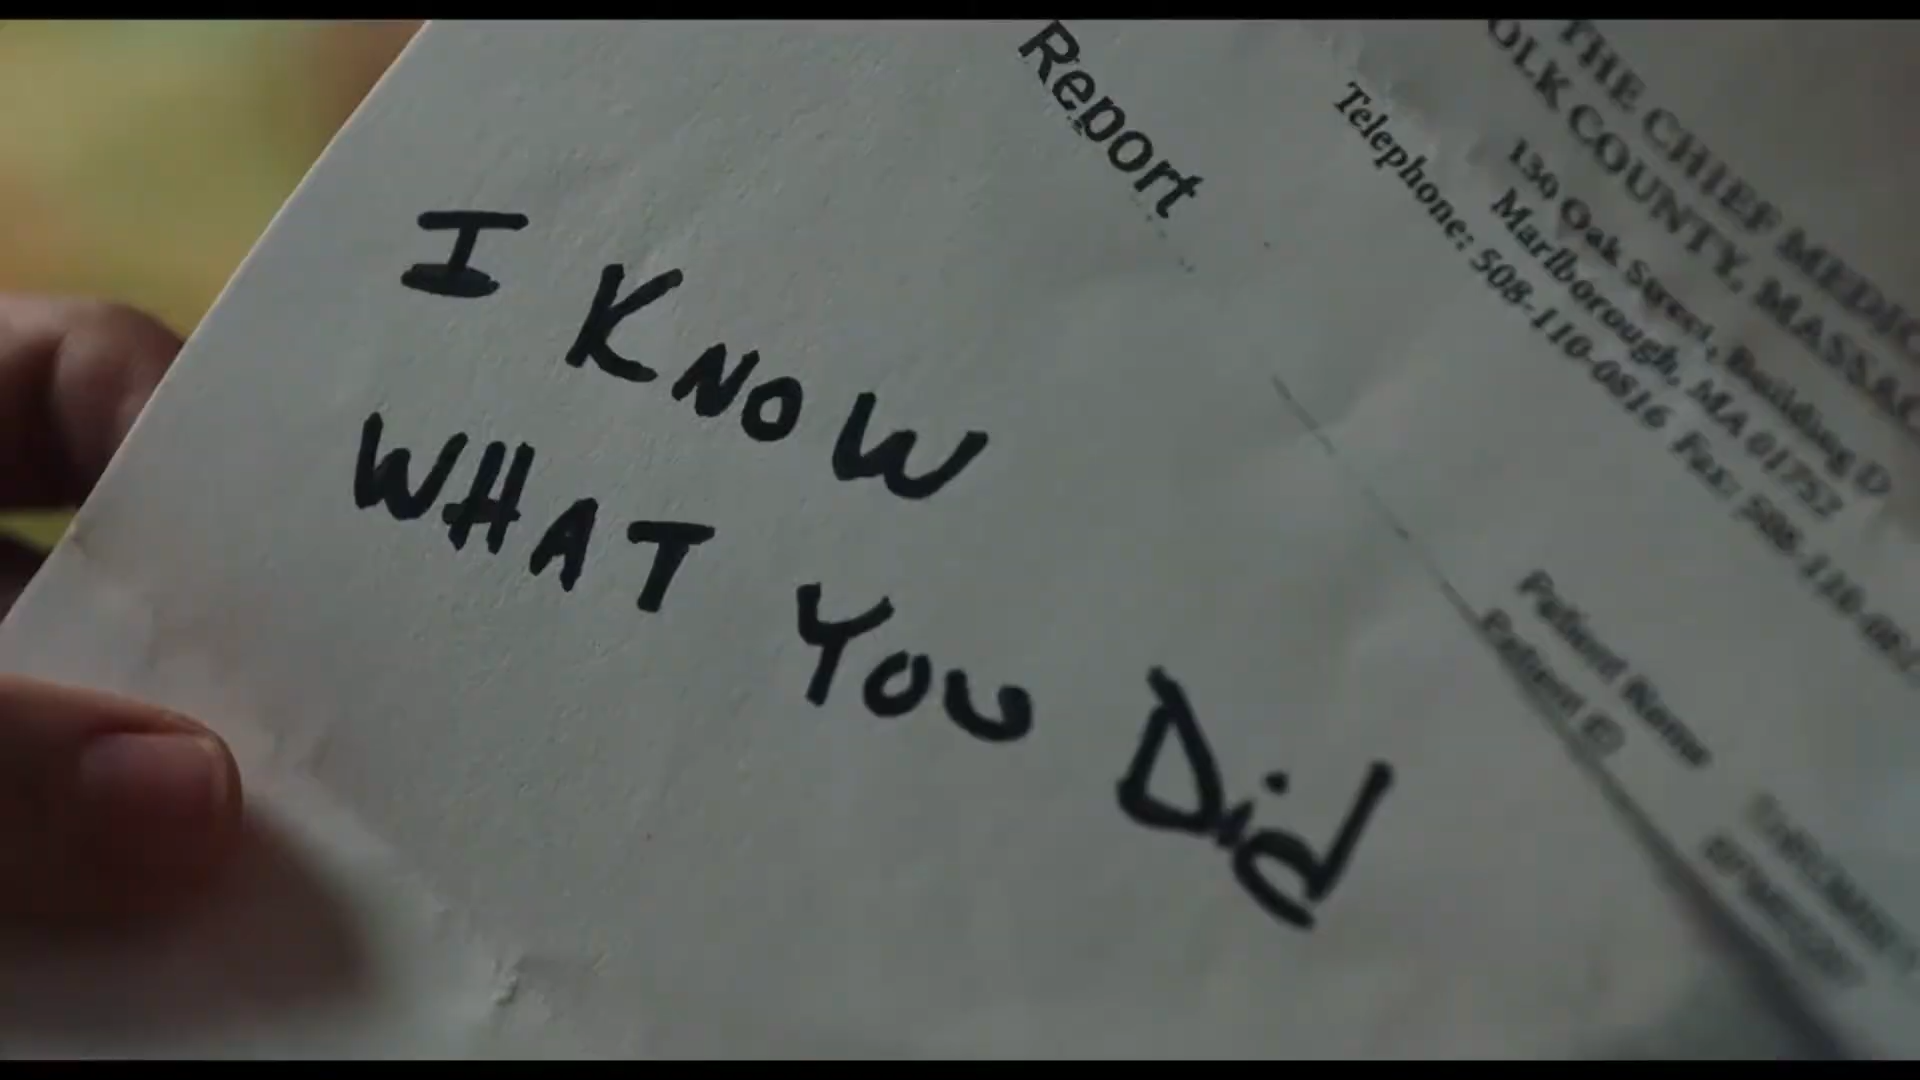 I KNOW
WHAT YOU Did
Report
THE CHIEF MEDIC
OLK COUNTY, MASSAC
130 Oak Street, Building D
Marlborough, MA 01752
Telephone: 508-110-0816 Fax: 508-110-08
Patient Name
Patient ID